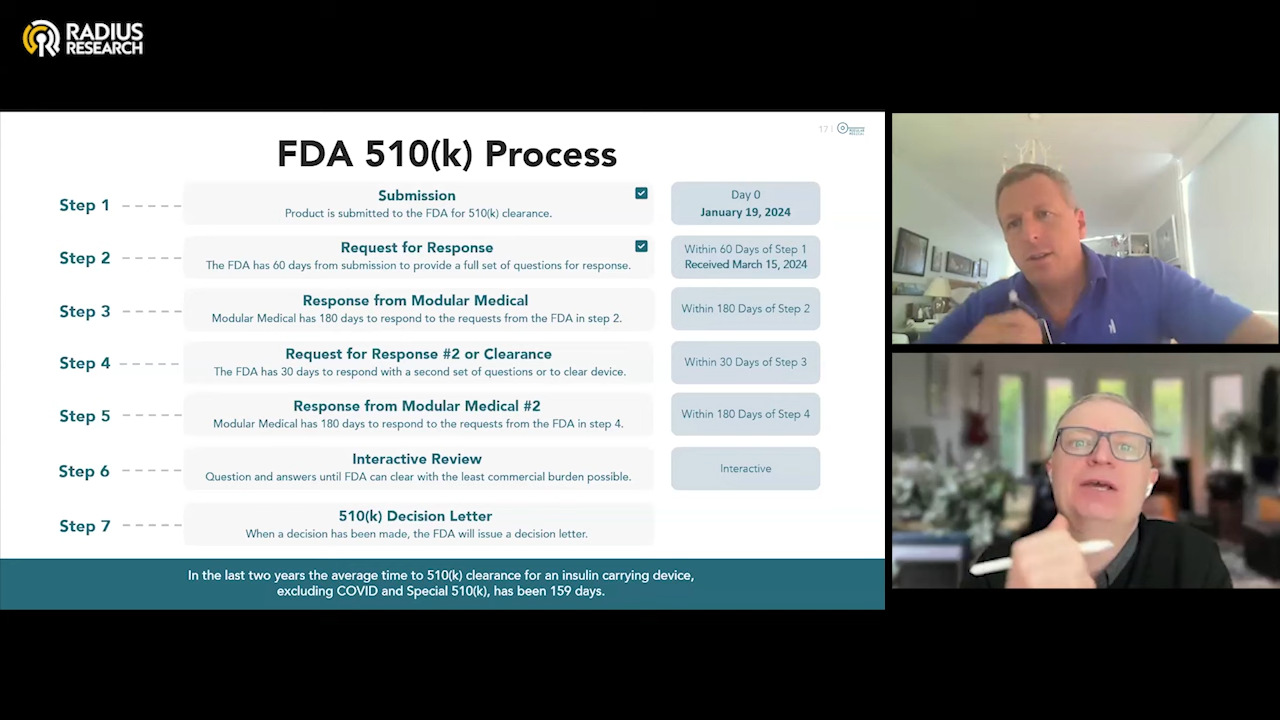 RADIUS
RESEARCH
17 |
FDA 510(k) Process
Step 1
Submission
Product is submitted to the FDA for 510(k) clearance.
Day 0
January 19, 2024
Step 2
Request for Response
The FDA has 60 days from submission to provide a full set of questions for response.
Within 60 Days of Step 1
Received March 15, 2024
Step 3
Response from Modular Medical
Modular Medical has 180 days to respond to the requests from the FDA in step 2.
Within 180 Days of Step 2
Step 4
Request for Response #2 or Clearance
The FDA has 30 days to respond with a second set of questions or to clear device.
Within 30 Days of Step 3
Step 5
Response from Modular Medical #2
Modular Medical has 180 days to respond to the requests from the FDA in step 4.
Within 180 Days of Step 4
Step 6
Interactive Review
Question and answers until FDA can clear with the least commercial burden possible.
Interactive
Step 7
510(k) Decision Letter
When a decision has been made, the FDA will issue a decision letter.
In the last two years the average time to 510(k) clearance for an insulin carrying device,
excluding COVID and Special 510(k), has been 159 days.